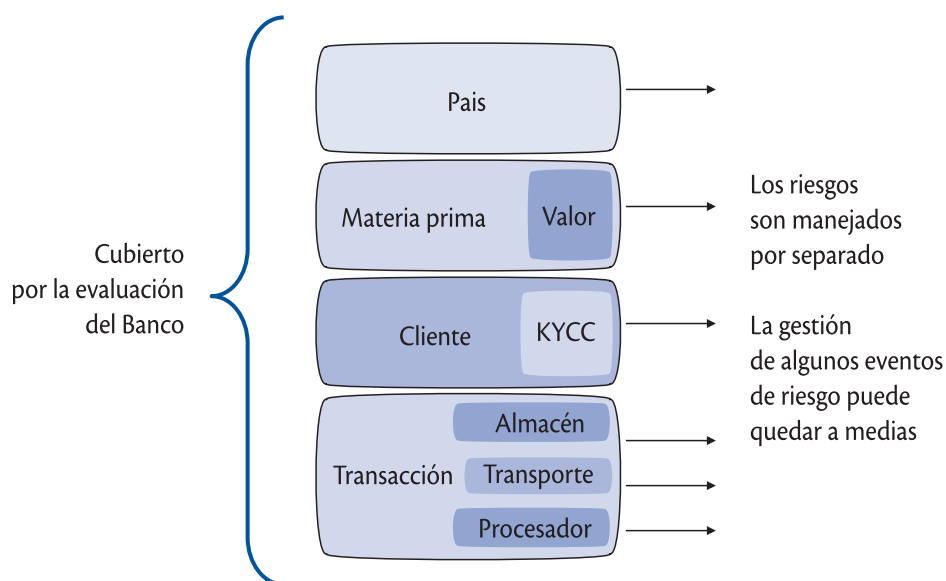 Cubierto
por la evaluación
del Banco
Pais
Materia prima
Valor
Cliente
KYCC
Transacción
Almacén
Transporte
Procesador
Los riesgos
son manejados
por separado
La gestión
de algunos eventos
de riesgo puede
quedar a medias